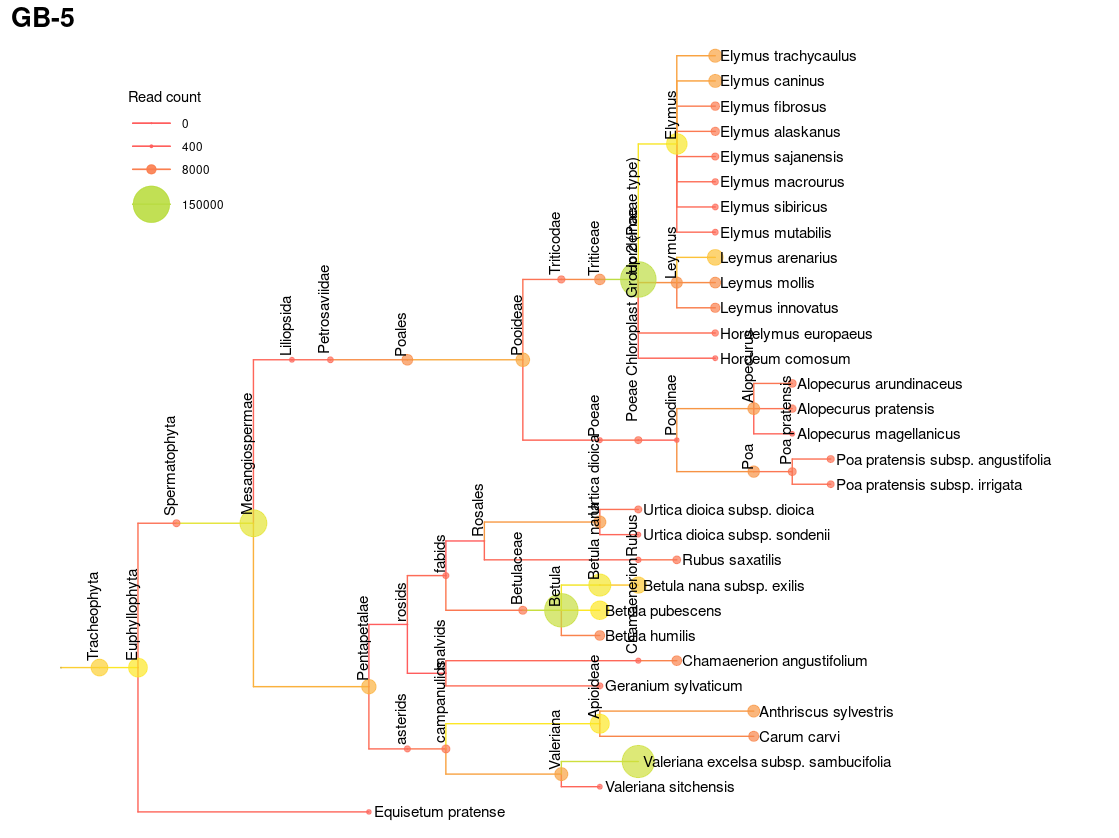 GB-5
Read count
0
400
8000
150000
Tracheophyta
Euphyllophyta
Spermatophyta
Mesangiospermae
Liliopsida
Petrosaviidae
Poales
Pooideae
Triticodae
Triticeae
Hordeinae
Poeae Chloroplast Group 2 (Poeae type)
Elymus
Leymus
Poeae
Poodinae
Alopecurus
Poa
Poa pratensis
Pentapetalae
rosids
asterids
fabids
malvids
campanulids
Rosales
Betulaceae
Betula
Urtica dioica
Betula nana
Rubus
Chamaenerion
Apioideae
Valeriana
Elymus trachycaulus
Elymus caninus
Elymus fibrosus
Elymus alaskanus
Elymus sajanensis
Elymus macrourus
Elymus sibiricus
Elymus mutabilis
Leymus arenarius
Leymus mollis
Leymus innovatus
Hordelymus europaeus
Hordeum comosum
Alopecurus arundinaceus
Alopecurus pratensis
Alopecurus magellanicus
Poa pratensis subsp. angustifolia
Poa pratensis subsp. irrigata
Urtica dioica subsp. dioica
Urtica dioica subsp. sondenii
Rubus saxatilis
Betula nana subsp. exilis
Betula pubescens
Betula humilis
Chamaenerion angustifolium
Geranium sylvaticum
Anthriscus sylvestris
Carum carvi
Valeriana excelsa subsp. sambucifolia
Valeriana sitchensis
Equisetum pratense